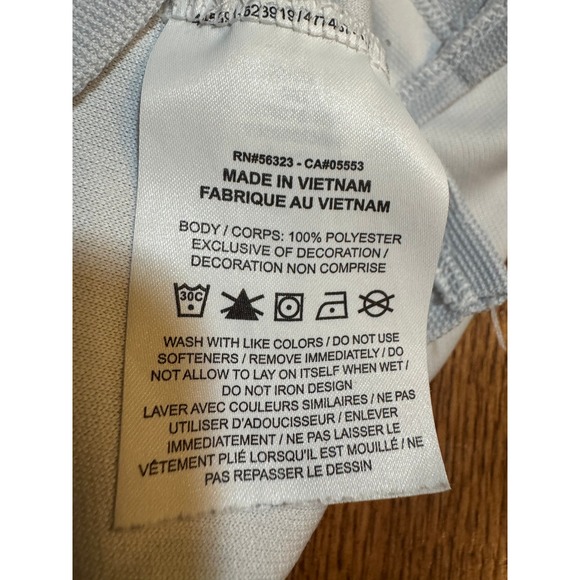 RN#56323 - CA#05553
MADE IN VIETNAM
FABRIQUE AU VIETNAM
BODY / CORPS: 100% POLYESTER
EXCLUSIVE OF DECORATION /
DECORATION NON COMPRISE
30C
WASH WITH LIKE COLORS / DO NOT USE
SOFTENERS / REMOVE IMMEDIATELY / DO
NOT ALLOW TO LAY ON ITSELF WHEN WET /
DO NOT IRON DESIGN
LAVER AVEC COULEURS SIMILAIRES / NE PAS
UTILISER D'ADOUCISSEUR / ENLEVER
IMMEDIATEMENT / NE PAS LAISSER LE
VÊTEMENT PLIÉ LORSQU'IL EST MOUILLÉ / NE
PAS REPASSER LE DESSIN